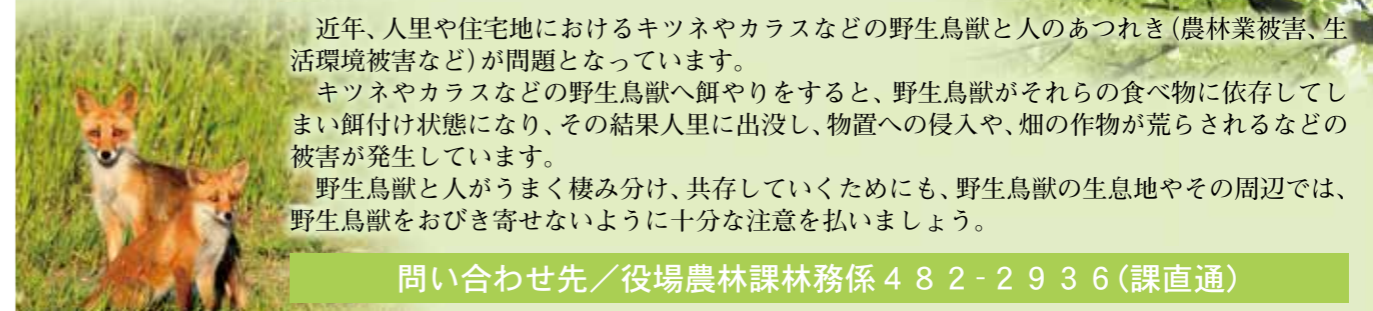 近年、人里や住宅地におけるキツネやカラスなどの野生鳥獣と人のあつれき(農林業被害、生
活環境被害など)が問題となっています。
　キツネやカラスなどの野生鳥獣へ餌やりをすると、野生鳥獣がそれらの食べ物に依存してし
まい餌付け状態になり、その結果人里に出没し、物置への侵入や、畑の作物が荒らされるなどの
被害が発生しています。
　野生鳥獣と人がうまく棲み分け、共存していくためにも、野生鳥獣の生息地やその周辺では、
野生鳥獣をおびき寄せないように十分な注意を払いましょう。
問い合わせ先／役場農林課林務係４８２-２９３６(課直通)